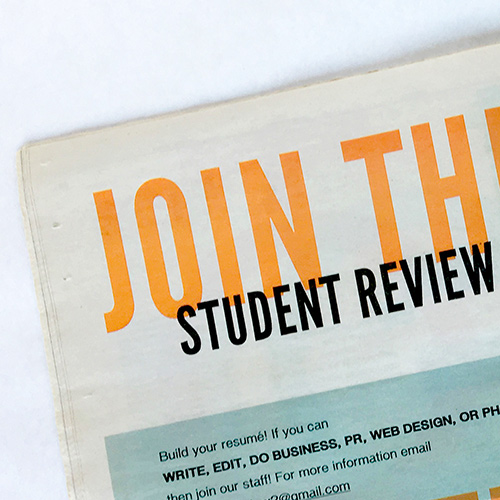 JOIN THE
STUDENT REVIEW
Build your resumé! If you can
WRITE, EDIT, DO BUSINESS, PR, WEB DESIGN, OR PH
then join our staff! For more information email
@gmail.com